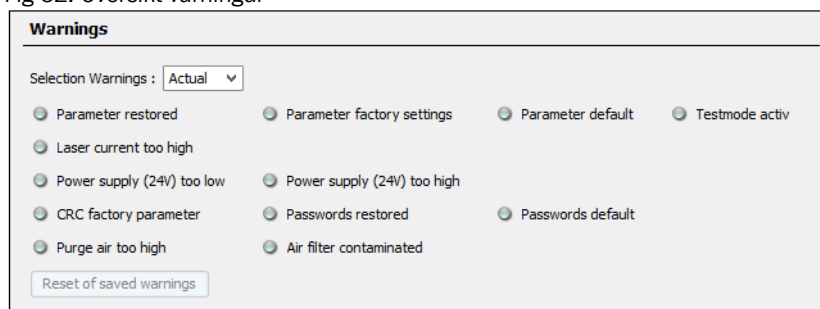 Fig 82: Översikt varningar
Warnings
Selection Warnings : Actual
Parameter restored Parameter factory settings Parameter default Testmode activ
Laser current too high
Power supply (24V) too low Power supply (24V) too high
CRC factory parameter Passwords restored Passwords default
Purge air too high Air filter contaminated
Reset of saved warnings